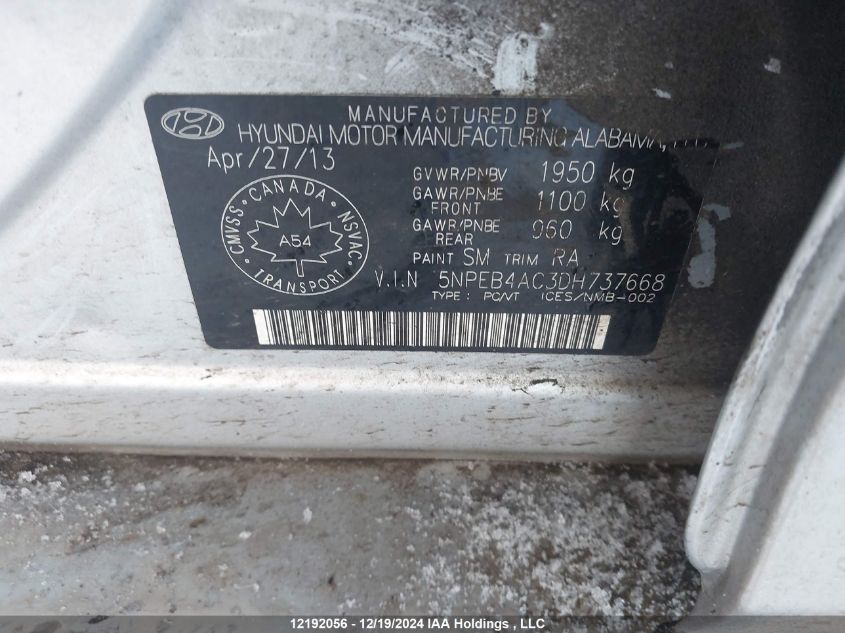 MANUFACTURED BY
HYUNDAI MOTOR MANUFACTURING ALABAMA,
Apr/27/13
GVWR/PNBV 1950 kg
GAWR/PNBE FRONT 1100 kg
GAWR/PNBE REAR 960 kg
CANADA
CMVSS NSVAC
A54
TRANSPORT
PAINT SM TRIM RA
V.I.N 5NPEB4AC3DH737668
TYPE : PC/VT ICES/NMB-002
12192056 - 12/19/2024 IAA Holdings , LLC